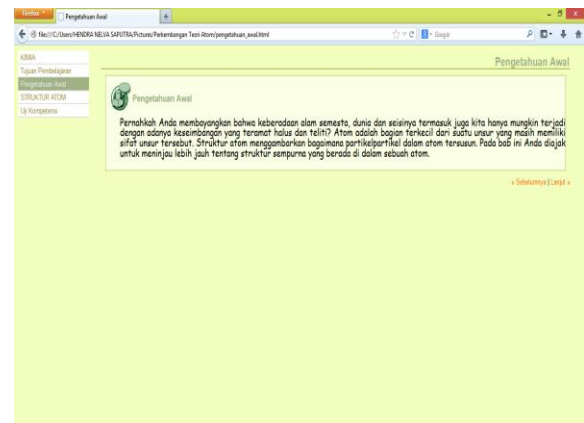 Firefox
Pengetahuan Awal
file:///C:/Users/HENDRA NELVA SAPUTRA/Pictures/Perkembangan Teori Atom/pengetahuan_awal.html
Google
KIMIA
Tujuan Pembelajaran
Pengetahuan Awal
STRUKTUR ATOM
Uji Kompetensi
Pengetahuan Awal
Pengetahuan Awal
Pernahkah Anda membayangkan bahwa keberadaan alam semesta, dunia dan seisinya termasuk juga kita hanya mungkin terjadi
dengan adanya keseimbangan yang teramat halus dan teliti? Atom adalah bagian terkecil dari suatu unsur yang masih memiliki
sifat unsur tersebut. Struktur atom menggambarkan bagaimana partikelpartikel dalam atom tersusun. Pada bab ini Anda diajak
untuk meninjau lebih jauh tentang struktur sempurna yang berada di dalam sebuah atom.
« Sebelumnya | Lanjut »